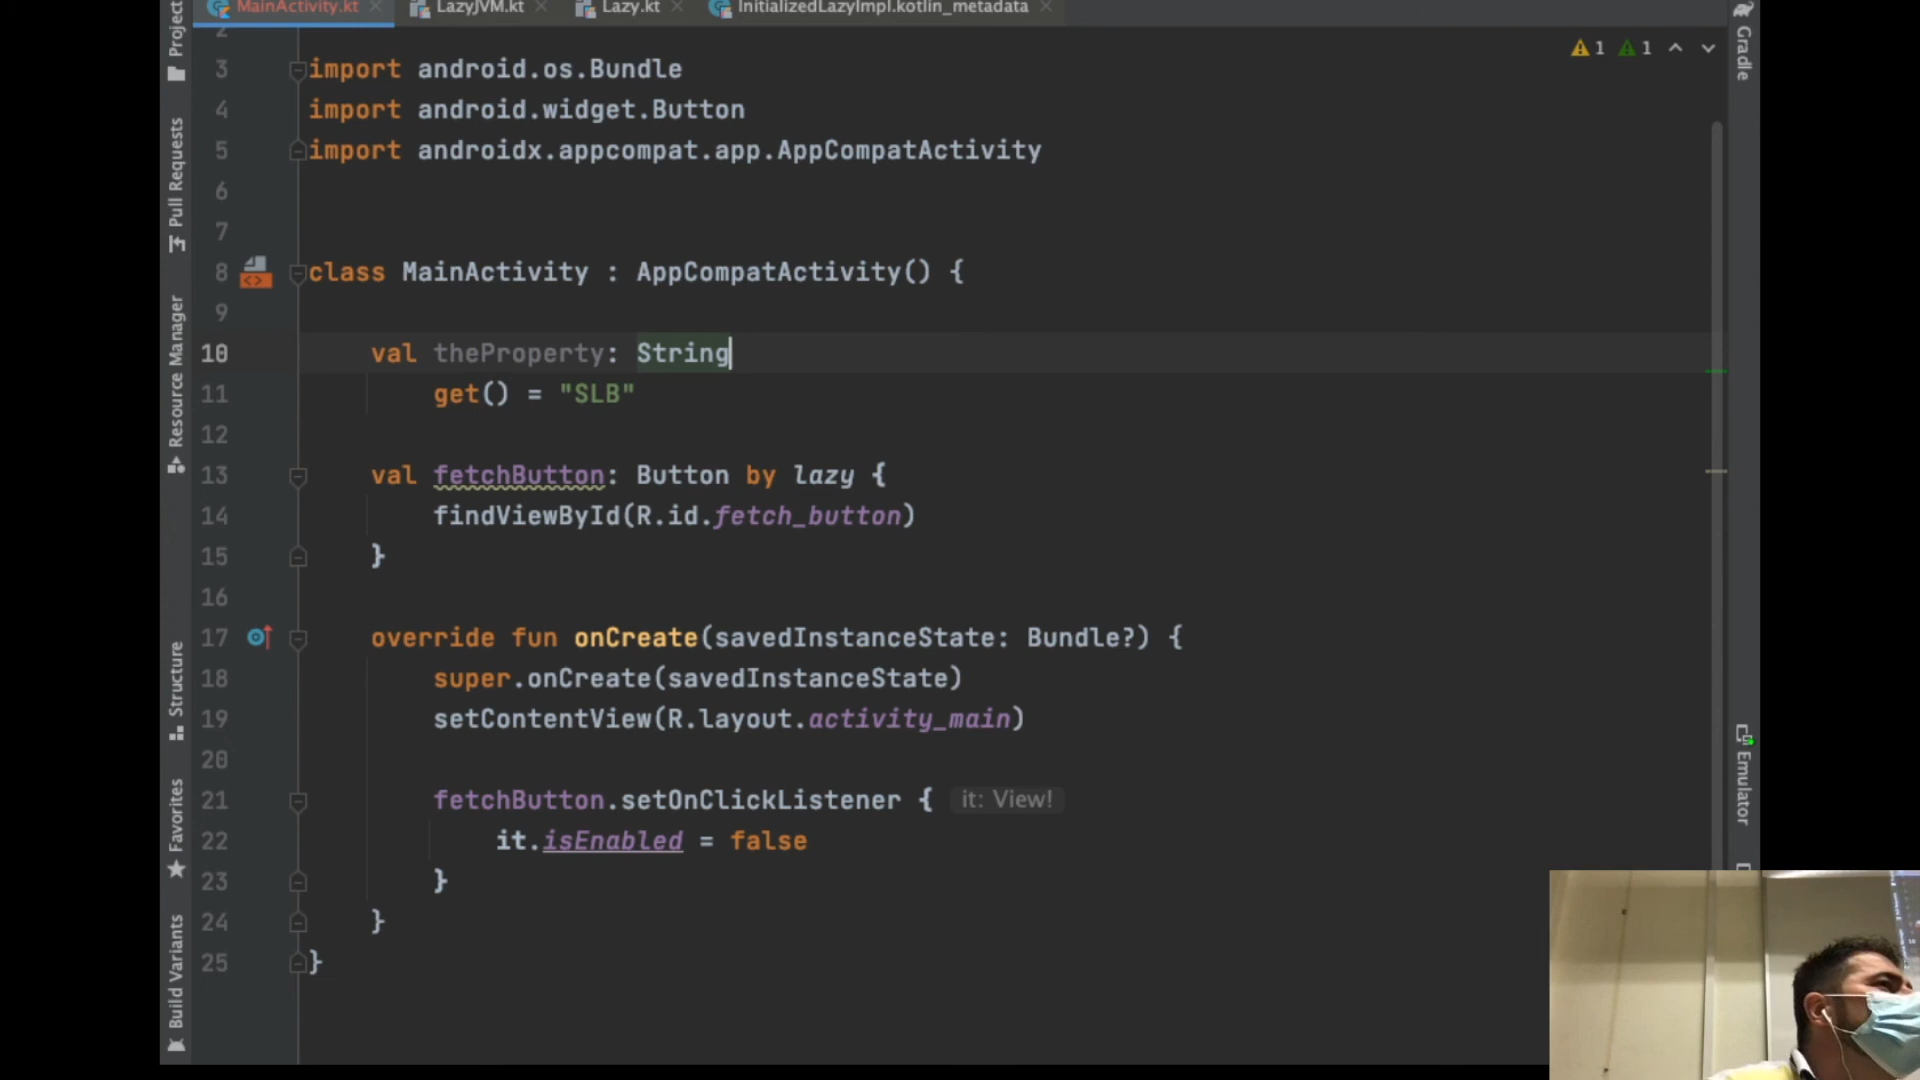 MainActivity.kt LazyJVM.kt Lazy.kt InitializedLazyImpl.kotlin_metadata
2
3 import android.os.Bundle
4 import android.widget.Button
5 import androidx.appcompat.app.AppCompatActivity
6
7
8 class MainActivity : AppCompatActivity() {
9
10 val theProperty: String
11 get() = "SLB"
12
13 val fetchButton: Button by lazy {
14 findViewById(R.id.fetch_button)
15 }
16
17 override fun onCreate(savedInstanceState: Bundle?) {
18 super.onCreate(savedInstanceState)
19 setContentView(R.layout.activity_main)
20
21 fetchButton.setOnClickListener { it: View!
22 it.isEnabled = false
23 }
24 }
25 }
1 1
Pull Requests
Resource Manager
Structure
Favorites
Build Variants
Gradle
Emulator